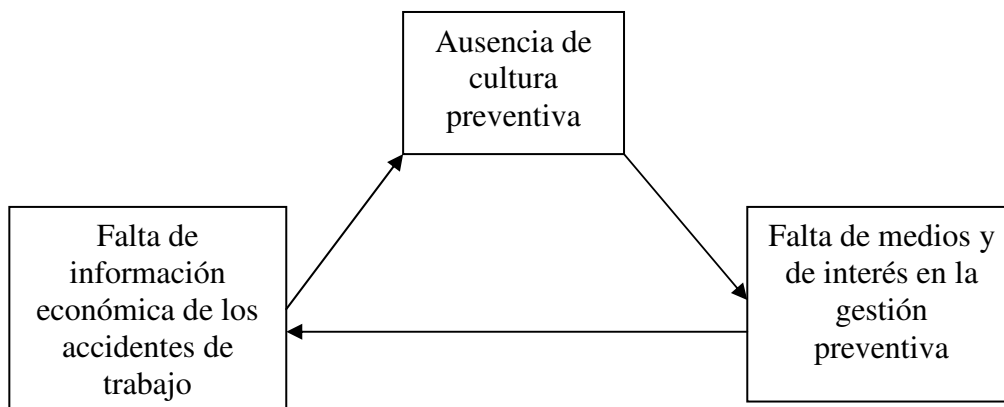 Ausencia de
cultura
preventiva
Falta de
información
económica de los
accidentes de
trabajo
Falta de medios y
de interés en la
gestión
preventiva